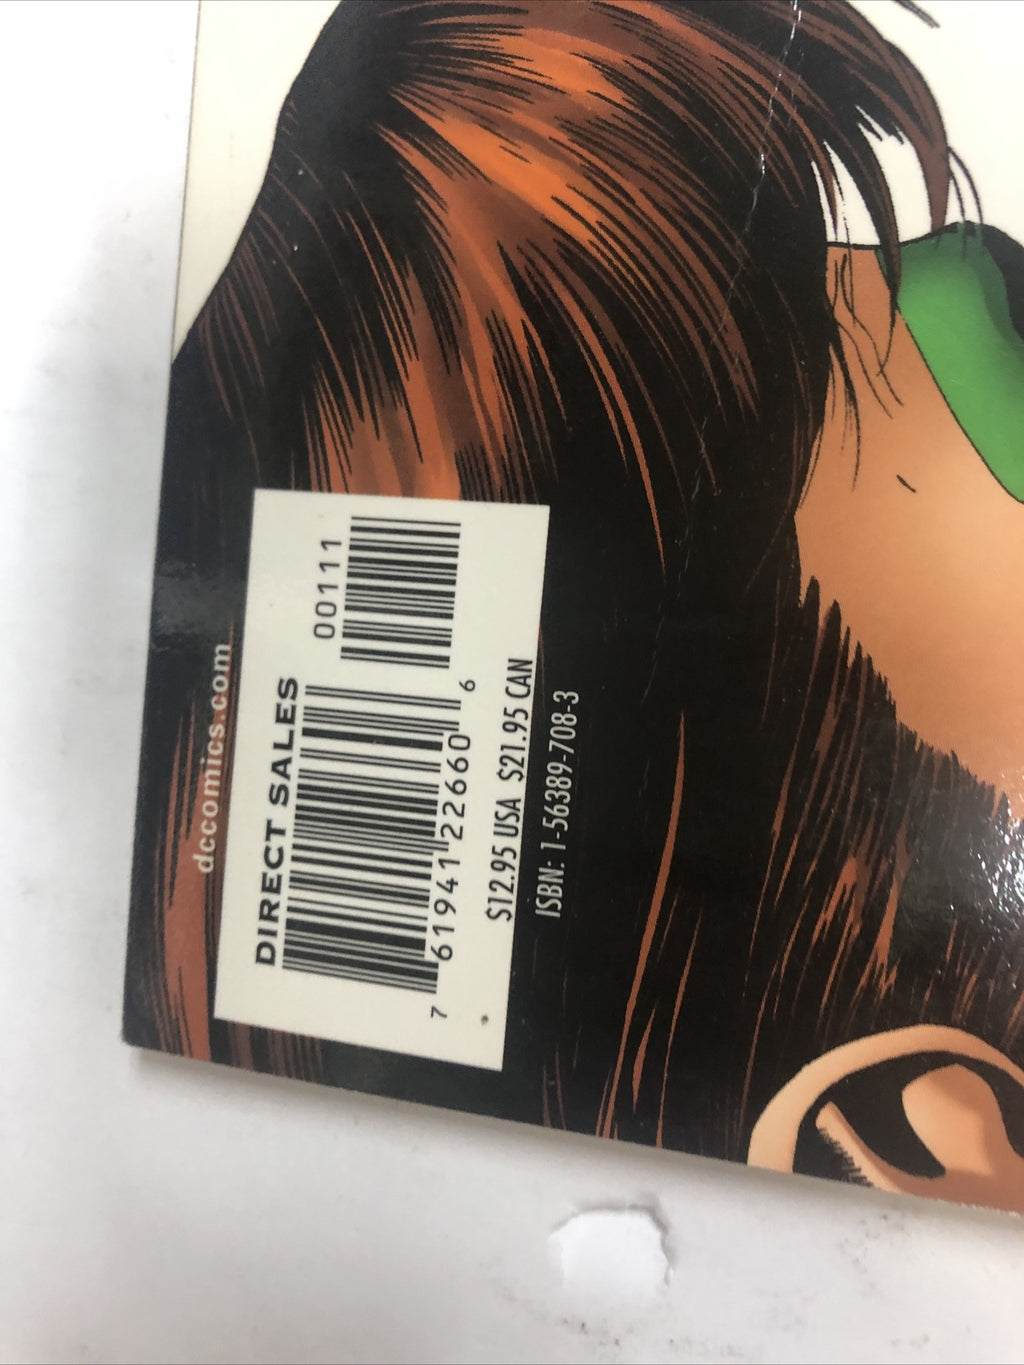 dccomics.com
DIRECT SALES
00111
7 61941 22660 6
$12.95 USA $21.95 CAN
ISBN: 1-56389-708-3